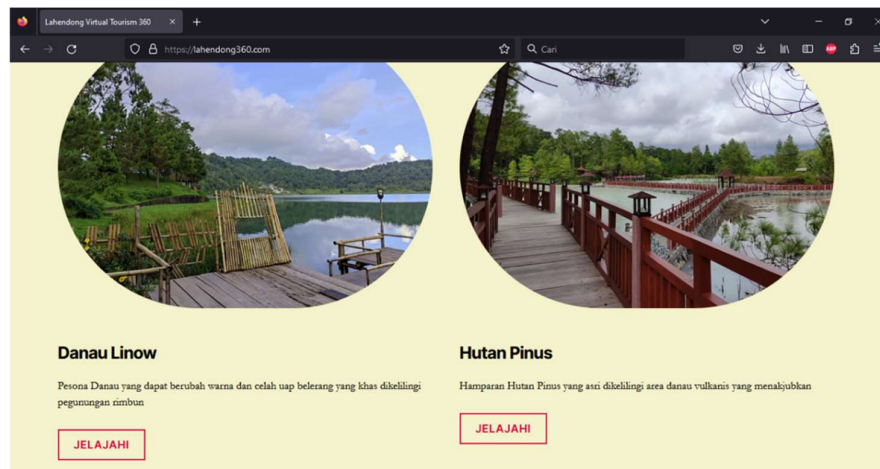 Lahendong Virtual Tourism 360
https://lahendong360.com
Cari
ABP
Danau Linow
Pesona Danau yang dapat berubah warna dan celah uap belerang yang khas dikelilingi
pegunungan rimbun
JELAJAHI
Hutan Pinus
Hamparan Hutan Pinus yang asri dikelilingi area danau vulkanis yang menakjubkan
JELAJAHI